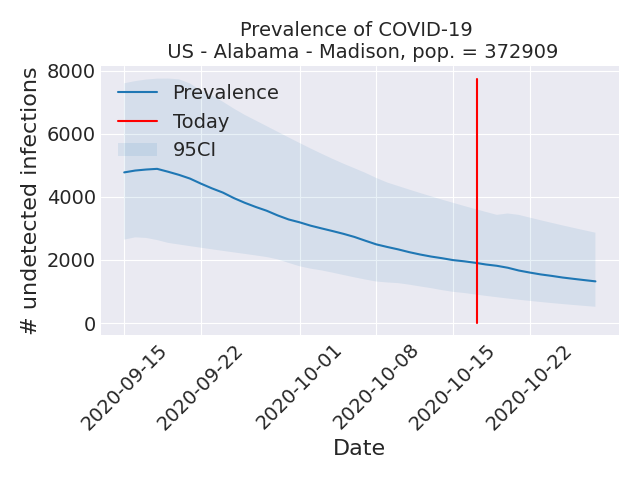 Prevalence of COVID-19
US - Alabama - Madison, pop. = 372909
# undetected infections
8000
6000
4000
2000
0
Prevalence
Today
95CI
2020-09-15
2020-09-22
2020-10-01
2020-10-08
2020-10-15
2020-10-22
Date